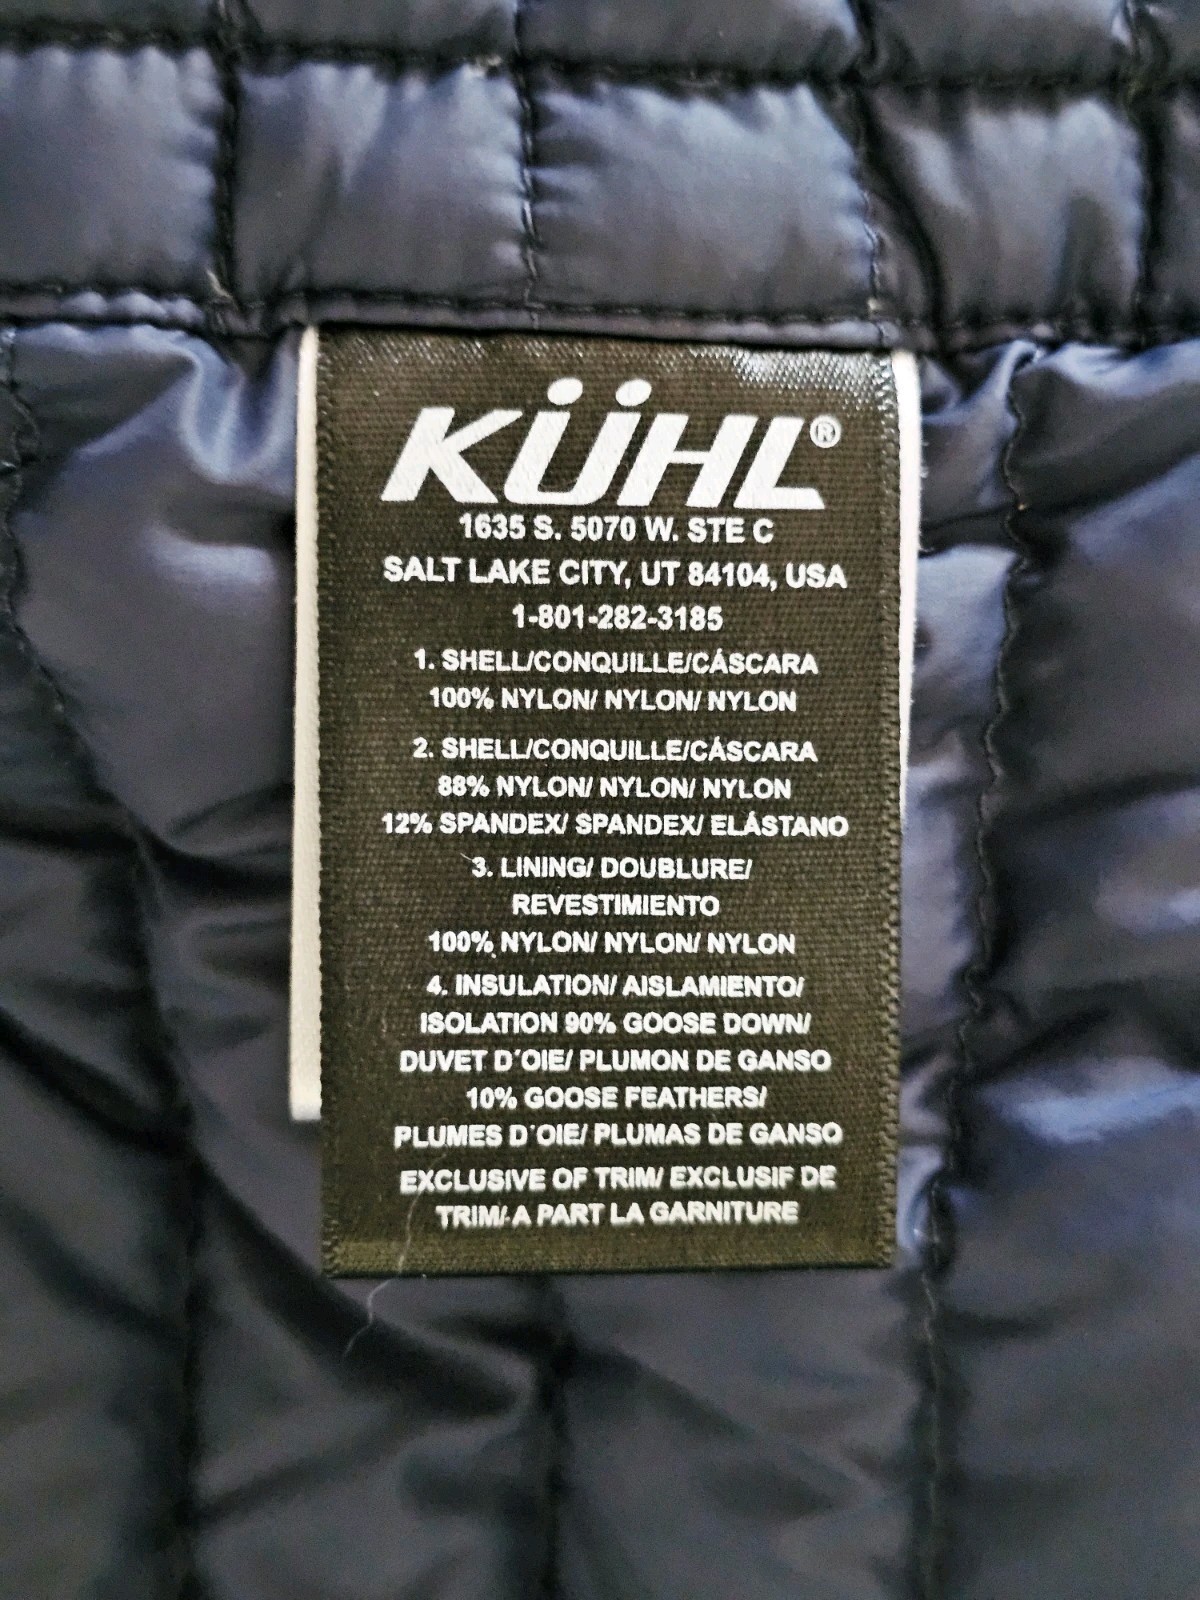 KÜHL®
1635 S. 5070 W. STE C
SALT LAKE CITY, UT 84104, USA
1-801-282-3185
1. SHELL/CONQUILLE/CÁSCARA
100% NYLON/ NYLON/ NYLON
2. SHELL/CONQUILLE/CÁSCARA
88% NYLON/ NYLON/ NYLON
12% SPANDEX/ SPANDEX/ ELÁSTANO
3. LINING/ DOUBLURE/
REVESTIMIENTO
100% NYLON/ NYLON/ NYLON
4. INSULATION/ AISLAMIENTO/
ISOLATION 90% GOOSE DOWN/
DUVET D'OIE/ PLUMON DE GANSO
10% GOOSE FEATHERS/
PLUMES D'OIE/ PLUMAS DE GANSO
EXCLUSIVE OF TRIM/ EXCLUSIF DE
TRIM/-A PART LA GARNITURE